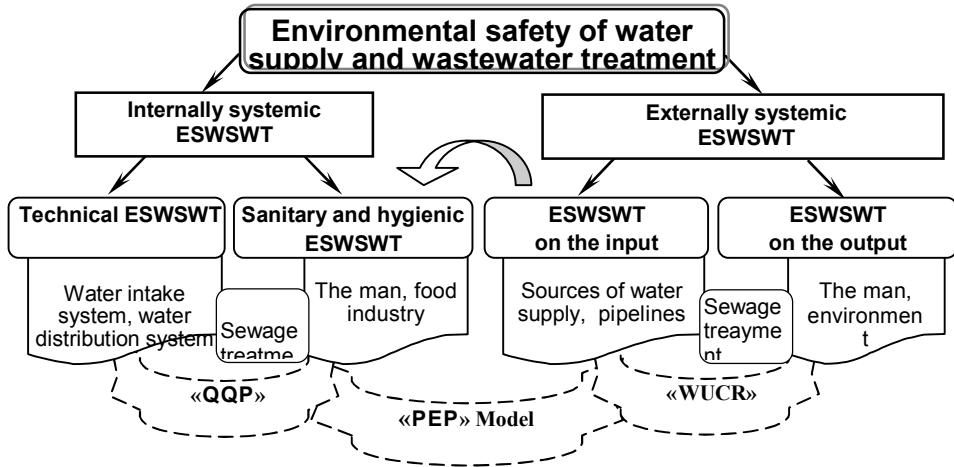 Environmental safety of water
supply and wastewater treatment
Internally systemic
ESWSWT
Externally systemic
ESWSWT
Technical ESWSWT
Sanitary and hygienic
ESWSWT
ESWSWT
on the input
ESWSWT
on the output
Water intake
system, water
distribution system
Sewage
treatme
The man, food
industry
Sources of water
supply, pipelines
Sewage
treayme
nt
The man,
environmen
t
«QQP»
«PEP» Model
«WUCR»